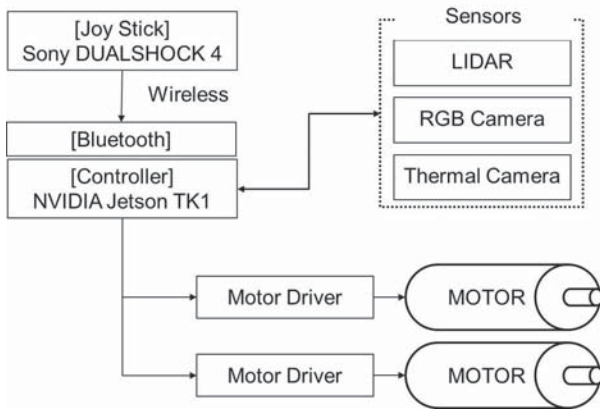 [Joy Stick]
Sony DUALSHOCK 4
Wireless
[Bluetooth]
[Controller]
NVIDIA Jetson TK1
Sensors
LIDAR
RGB Camera
Thermal Camera
Motor Driver
MOTOR
Motor Driver
MOTOR